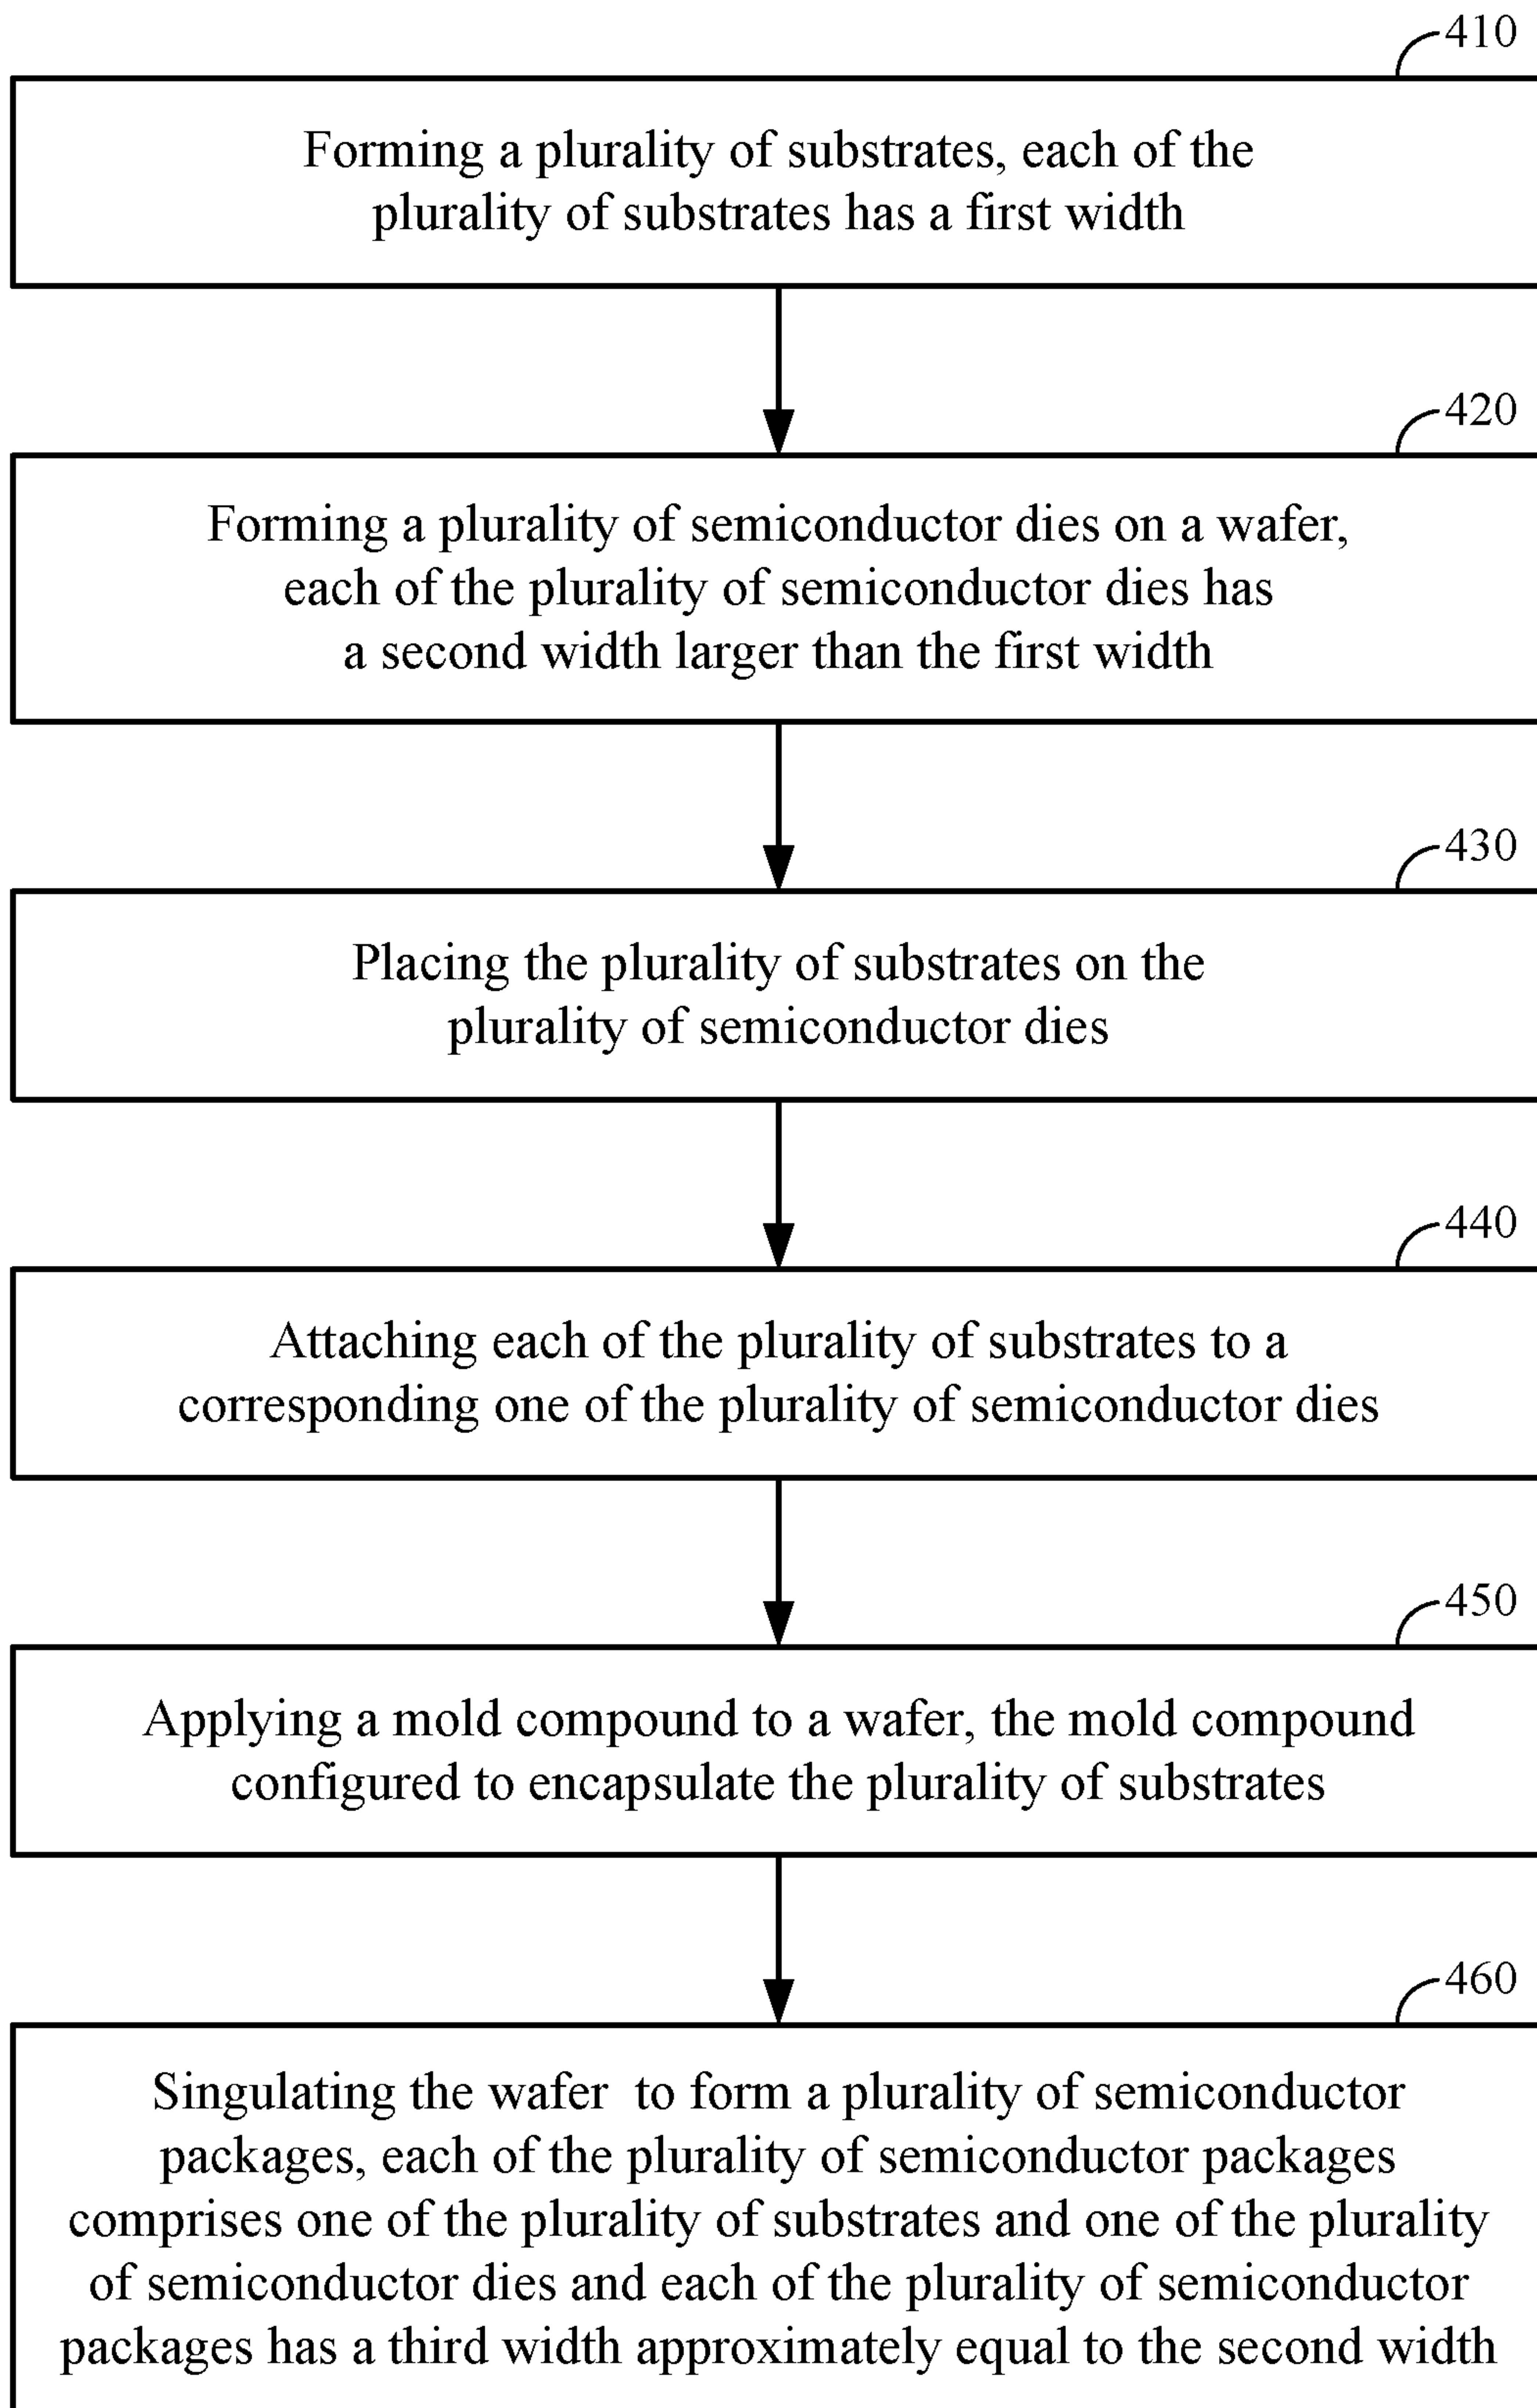 410
Forming a plurality of substrates, each of the
plurality of substrates has a first width
420
Forming a plurality of semiconductor dies on a wafer,
each of the plurality of semiconductor dies has
a second width larger than the first width
430
Placing the plurality of substrates on the
plurality of semiconductor dies
440
Attaching each of the plurality of substrates to a
corresponding one of the plurality of semiconductor dies
450
Applying a mold compound to a wafer, the mold compound
configured to encapsulate the plurality of substrates
460
Singulating the wafer  to form a plurality of semiconductor
packages, each of the plurality of semiconductor packages
comprises one of the plurality of substrates and one of the plurality
of semiconductor dies and each of the plurality of semiconductor
packages has a third width approximately equal to the second width